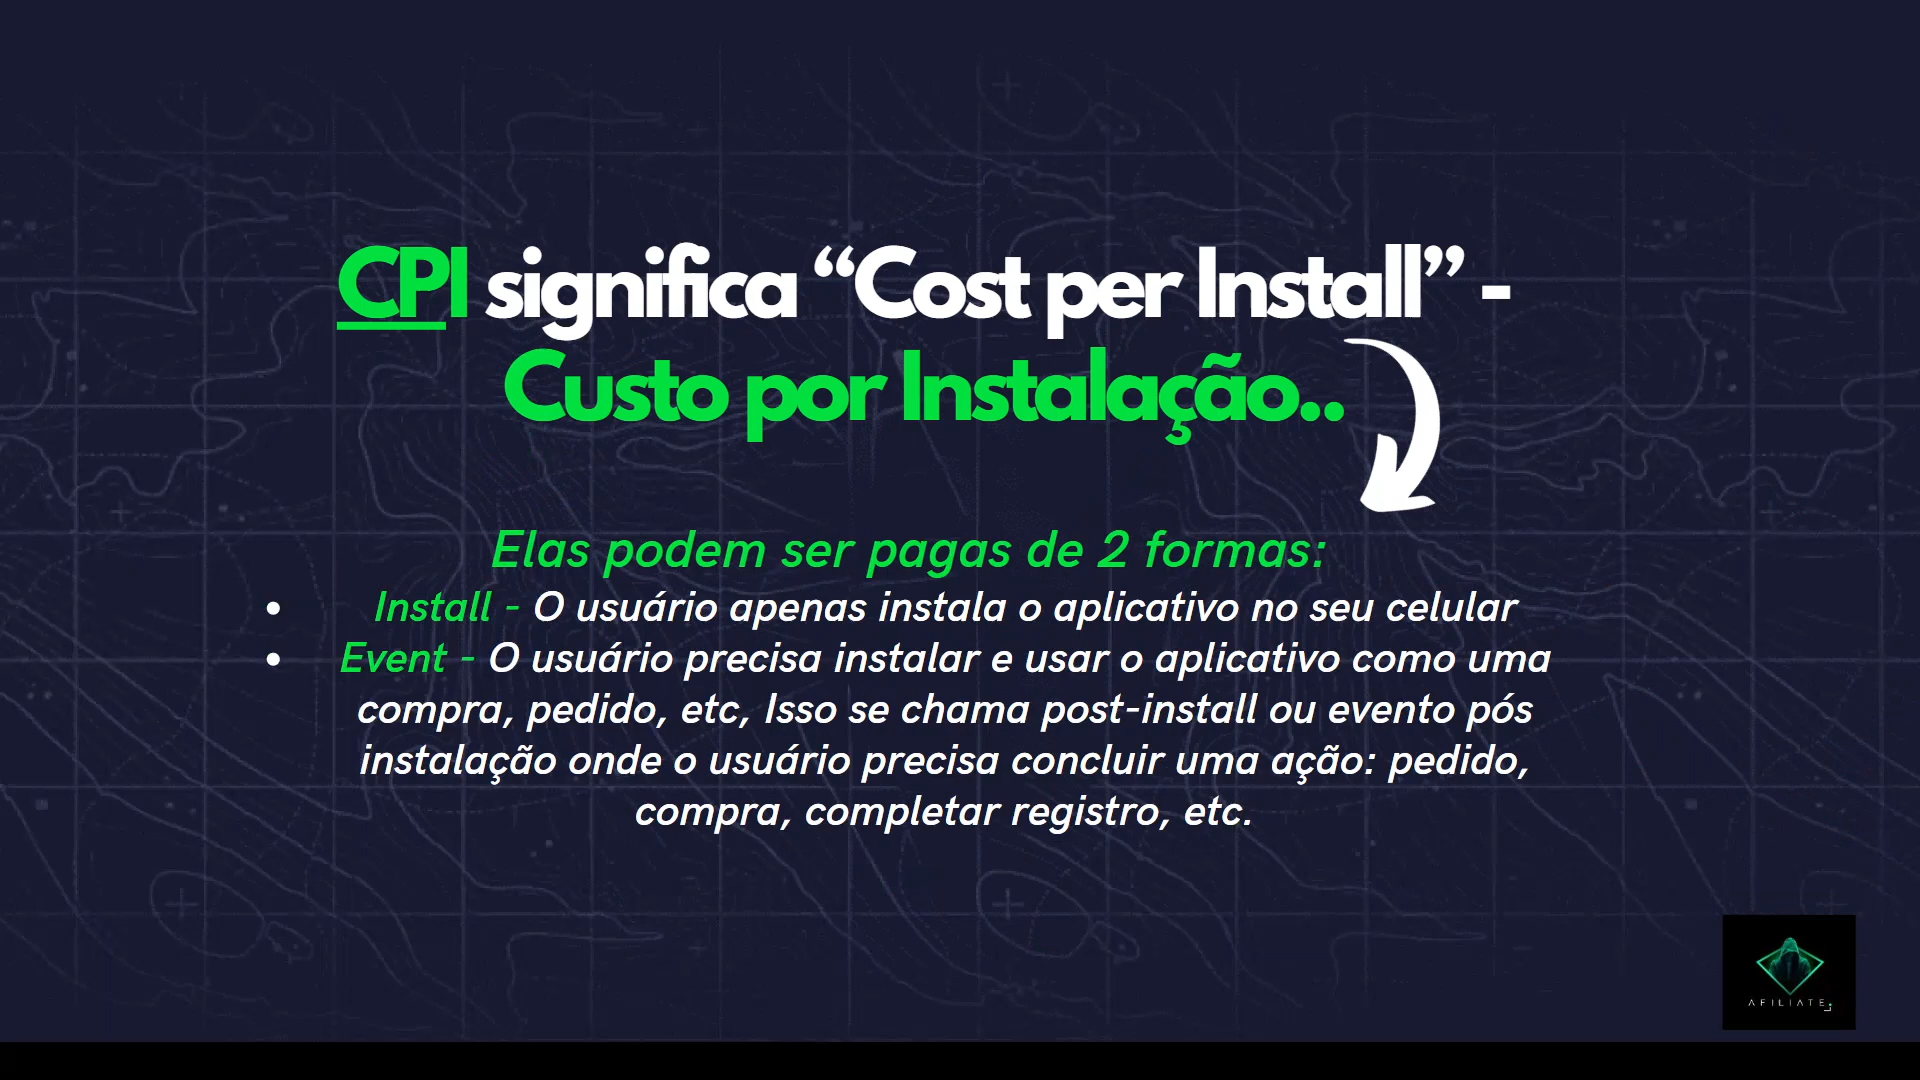 CPI significa “Cost per Install” -
Custo por Instalação..
Elas podem ser pagas de 2 formas:
• Install - O usuário apenas instala o aplicativo no seu celular
• Event - O usuário precisa instalar e usar o aplicativo como uma
compra, pedido, etc, Isso se chama post-install ou evento pós
instalação onde o usuário precisa concluir uma ação: pedido,
compra, completar registro, etc.
AFILIATE